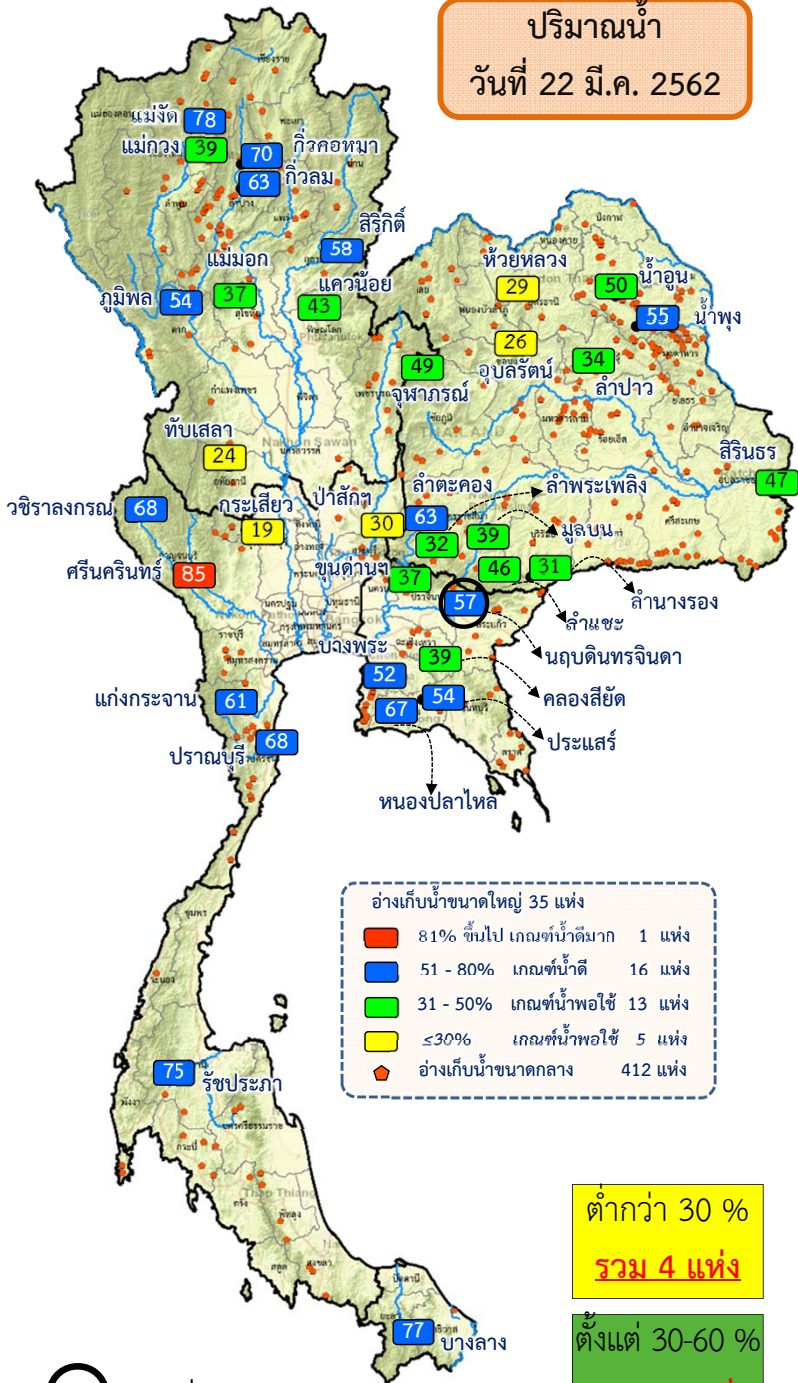 ปริมาณน้ำ
วันที่ 22 มี.ค. 2562
แม่งัด 78
แม่กวง 39
70 กิ่วคอหมา
63 กิ่วลม
สิริกิติ์
58
แม่มอก
37
ภูมิพล 54
แควน้อย
43
ห้วยหลวง
29
น้ำอูน
50
55 น้ำพุง
26
อุบลรัตน์
34
ลำปาว
49
จุฬาภรณ์
ทับเสลา
24
สิรินธร
47
วชิราลงกรณ 68
กระเสียว
19
ป่าสักฯ
30
ลำตะคอง
63
ลำพระเพลิง
32
39
มูลบน
ศรีนครินทร์ 85
ขุนด่านฯ
37
46
31
ลำนางรอง
57
ลำแชะ
นฤบดินทรจินดา
บางพระ
52
39
คลองสียัด
แก่งกระจาน 61
67
54
ประแสร์
ปราณบุรี 68
หนองปลาไหล
อ่างเก็บน้ำขนาดใหญ่ 35 แห่ง
81% ขึ้นไป เกณฑ์น้ำดีมาก 1 แห่ง
51 - 80% เกณฑ์น้ำดี 16 แห่ง
31 - 50% เกณฑ์น้ำพอใช้ 13 แห่ง
≤30% เกณฑ์น้ำพอใช้ 5 แห่ง
อ่างเก็บน้ำขนาดกลาง 412 แห่ง
75 รัชประภา
77 บางลาง
ต่ำกว่า 30 %
รวม 4 แห่ง
ตั้งแต่ 30-60 %